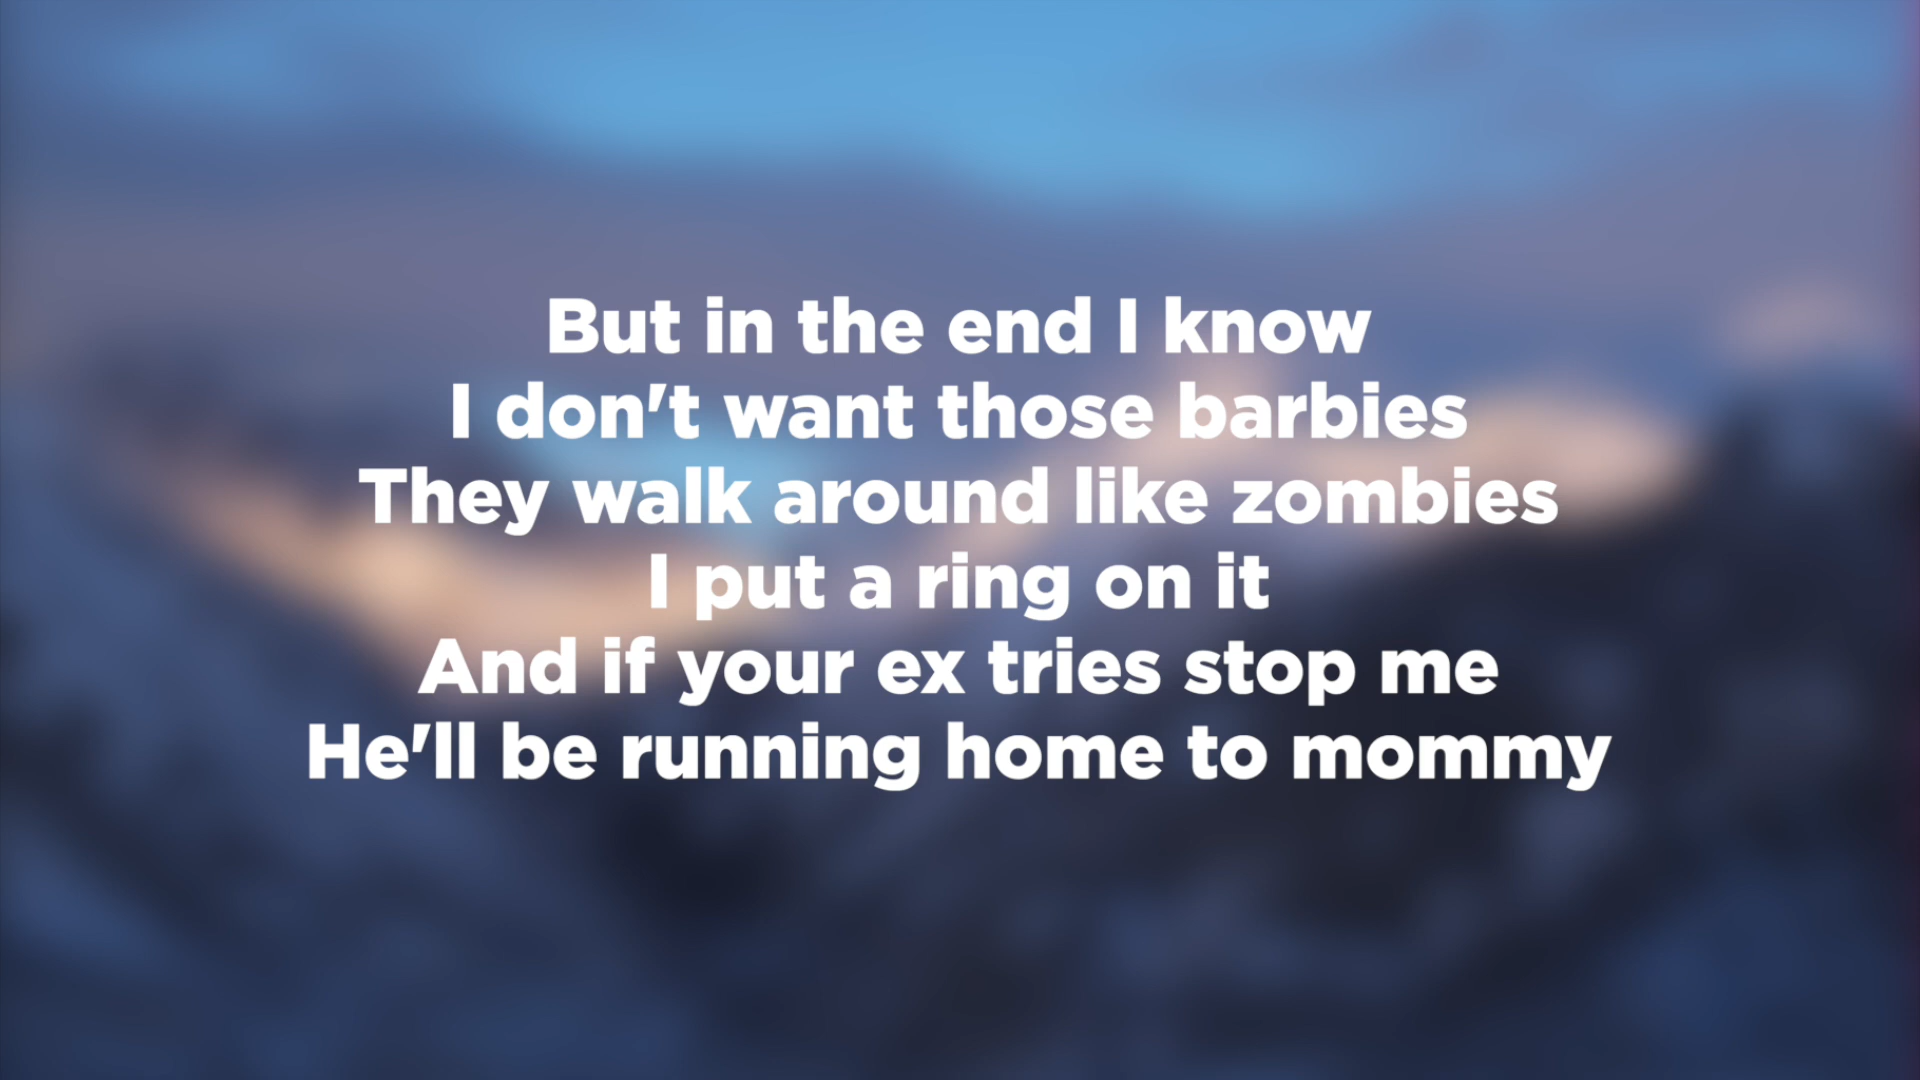 But in the end I know
I don't want those barbies
They walk around like zombies
I put a ring on it
And if your ex tries stop me
He'll be running home to mommy